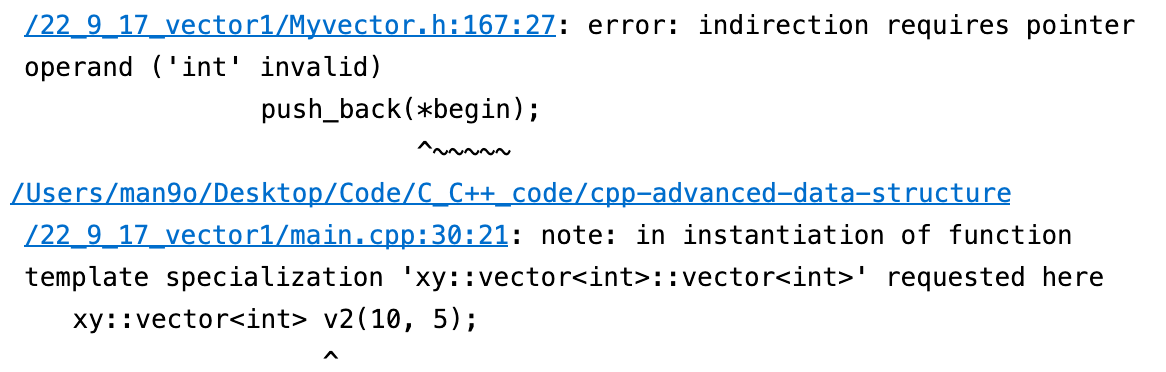 /22_9_17_vector1/Myvector.h:167:27: error: indirection requires pointer
operand ('int' invalid)
push_back(*begin);
^~~~~~
/Users/man9o/Desktop/Code/C_C++_code/cpp-advanced-data-structure
/22_9_17_vector1/main.cpp:30:21: note: in instantiation of function
template specialization 'xy::vector<int>::vector<int>' requested here
xy::vector<int> v2(10, 5);
^